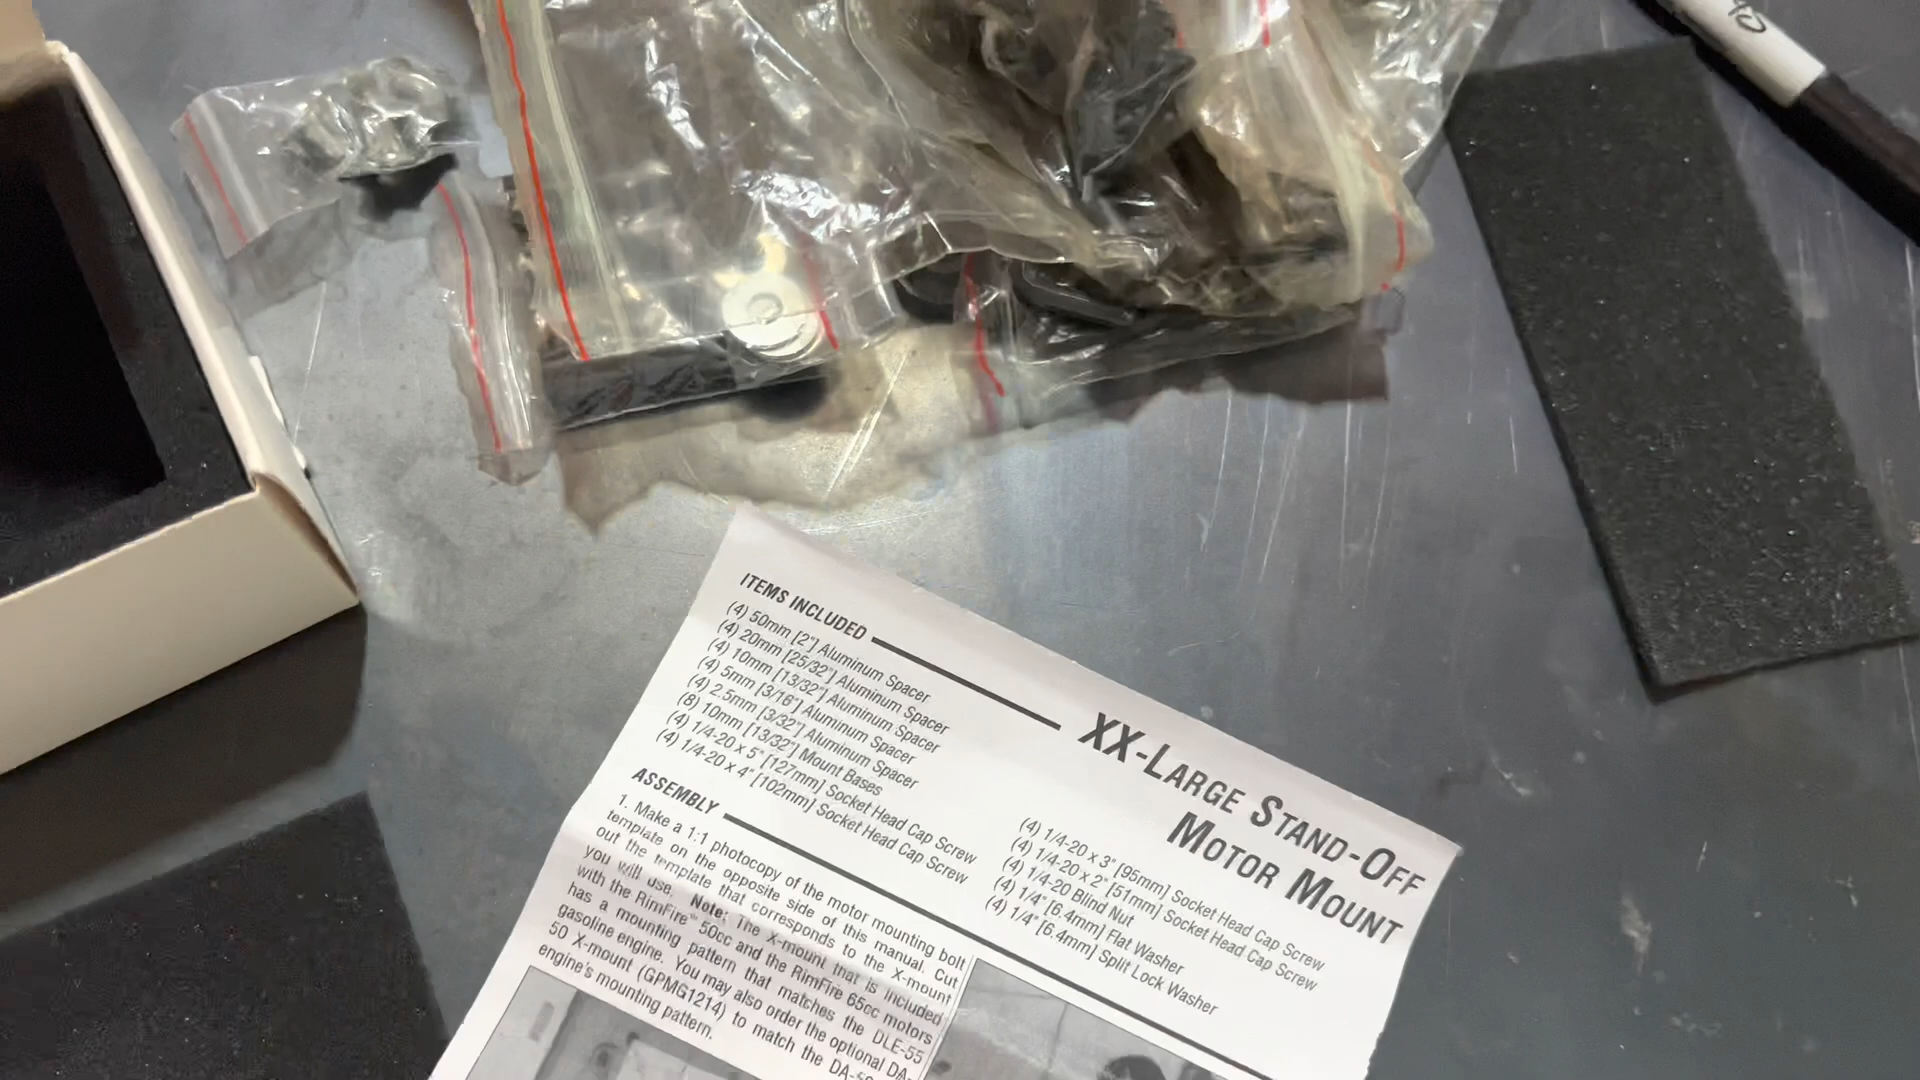 XX-LARGE STAND-OFF
MOTOR MOUNT
ITEMS INCLUDED
(4) 50mm [2"] Aluminum Spacer
(4) 20mm [25/32"] Aluminum Spacer
(4) 10mm [13/32"] Aluminum Spacer
(4) 5mm [3/16"] Aluminum Spacer
(4) 2.5mm [3/32"] Aluminum Spacer
(8) 10mm [13/32"] Mount Bases
(4) 1/4-20 x 5" [127mm] Socket Head Cap Screw
(4) 1/4-20 x 4" [102mm] Socket Head Cap Screw
(4) 1/4-20 x 3" [95mm] Socket Head Cap Screw
(4) 1/4-20 x 2" [51mm] Socket Head Cap Screw
(4) 1/4-20 Blind Nut
(4) 1/4" [6.4mm] Flat Washer
(4) 1/4" [6.4mm] Split Lock Washer
ASSEMBLY
1. Make a 1:1 photocopy of the motor mounting bolt
template on the opposite side of this manual. Cut
out the template that corresponds to the X-mount
you will use. Note: The X-mount that is included
with the RimFire™ 50cc and the RimFire 65cc motors
has a mounting pattern that matches the DLE-55
gasoline engine. You may also order the optional DA-
50 X-mount (GPMG1214) to match the DA-50
engine's mounting pattern.